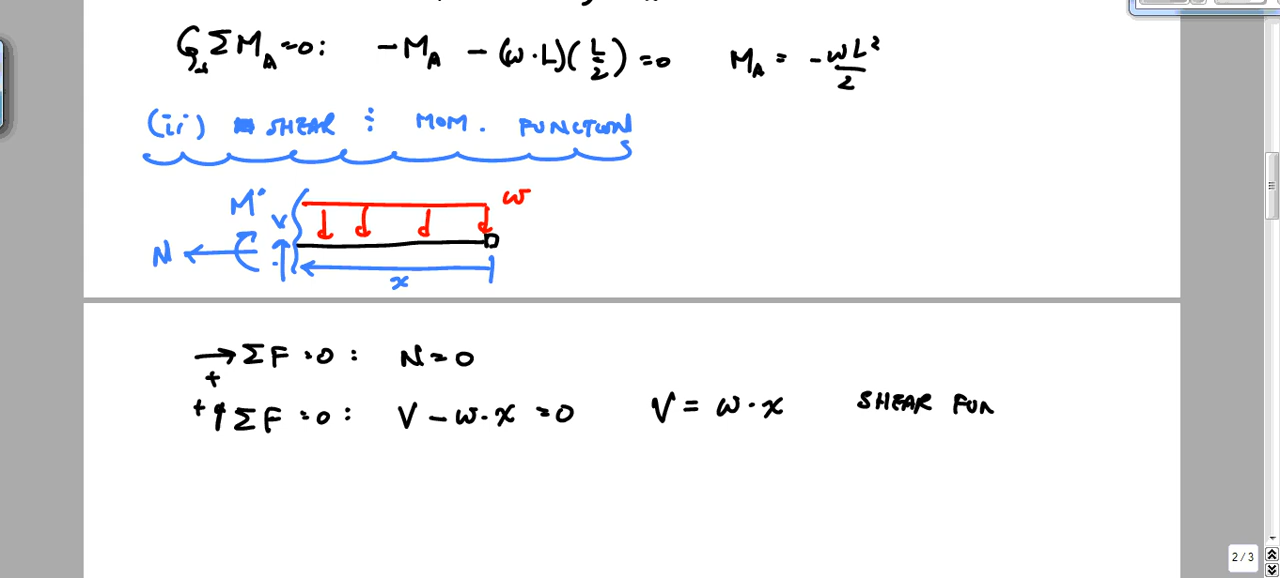 ΣM_A=0: -M_A - (ω·L)(L/2)=0 M_A = -ωL²/2
(ii) SHEAR & MOM. FUNCTION
M V ω
N
x
→+ ΣF=0: N=0
+↑ΣF=0: V-ω·x=0 V=ω·x SHEAR FUN
2 / 3